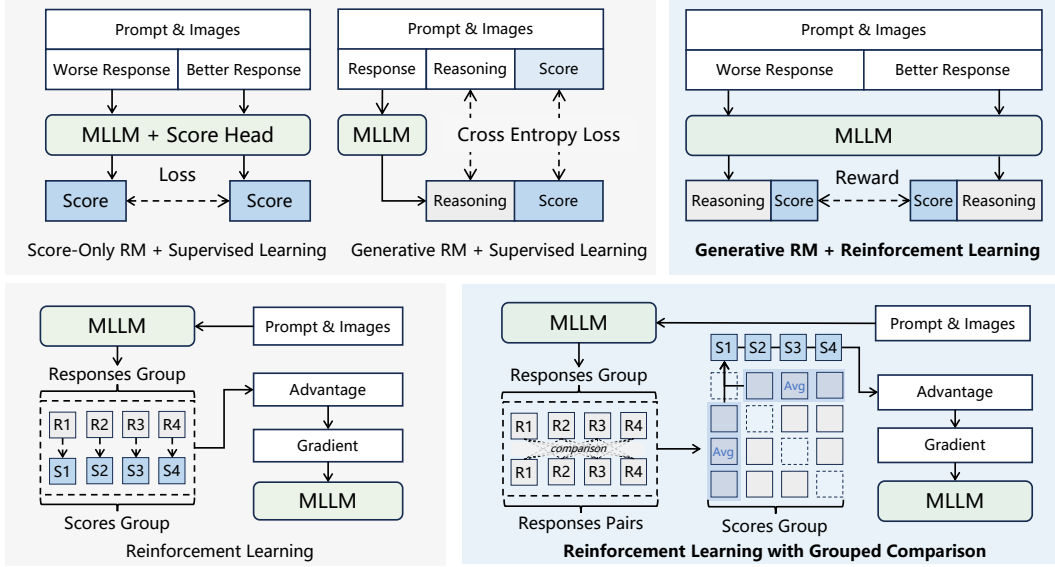 Prompt & Images
Worse Response Better Response
MLLM + Score Head
Loss
Score Score
Score-Only RM + Supervised Learning
Prompt & Images
Response Reasoning Score
MLLM Cross Entropy Loss
Reasoning Score
Generative RM + Supervised Learning
Prompt & Images
Worse Response Better Response
MLLM
Reward
Reasoning Score Score Reasoning
Generative RM + Reinforcement Learning
MLLM Prompt & Images
Responses Group
R1 R2 R3 R4
S1 S2 S3 S4
Scores Group
Advantage
Gradient
MLLM
Reinforcement Learning
MLLM Prompt & Images
Responses Group
R1 R2 R3 R4
comparison
R1 R2 R3 R4
Responses Pairs
S1 S2 S3 S4
Avg
Avg
Scores Group
Advantage
Gradient
MLLM
Reinforcement Learning with Grouped Comparison